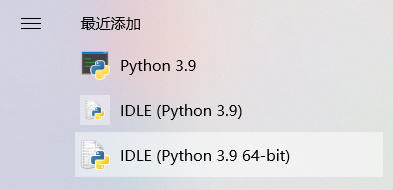 最近添加
Python 3.9
IDLE (Python 3.9)
IDLE (Python 3.9 64-bit)